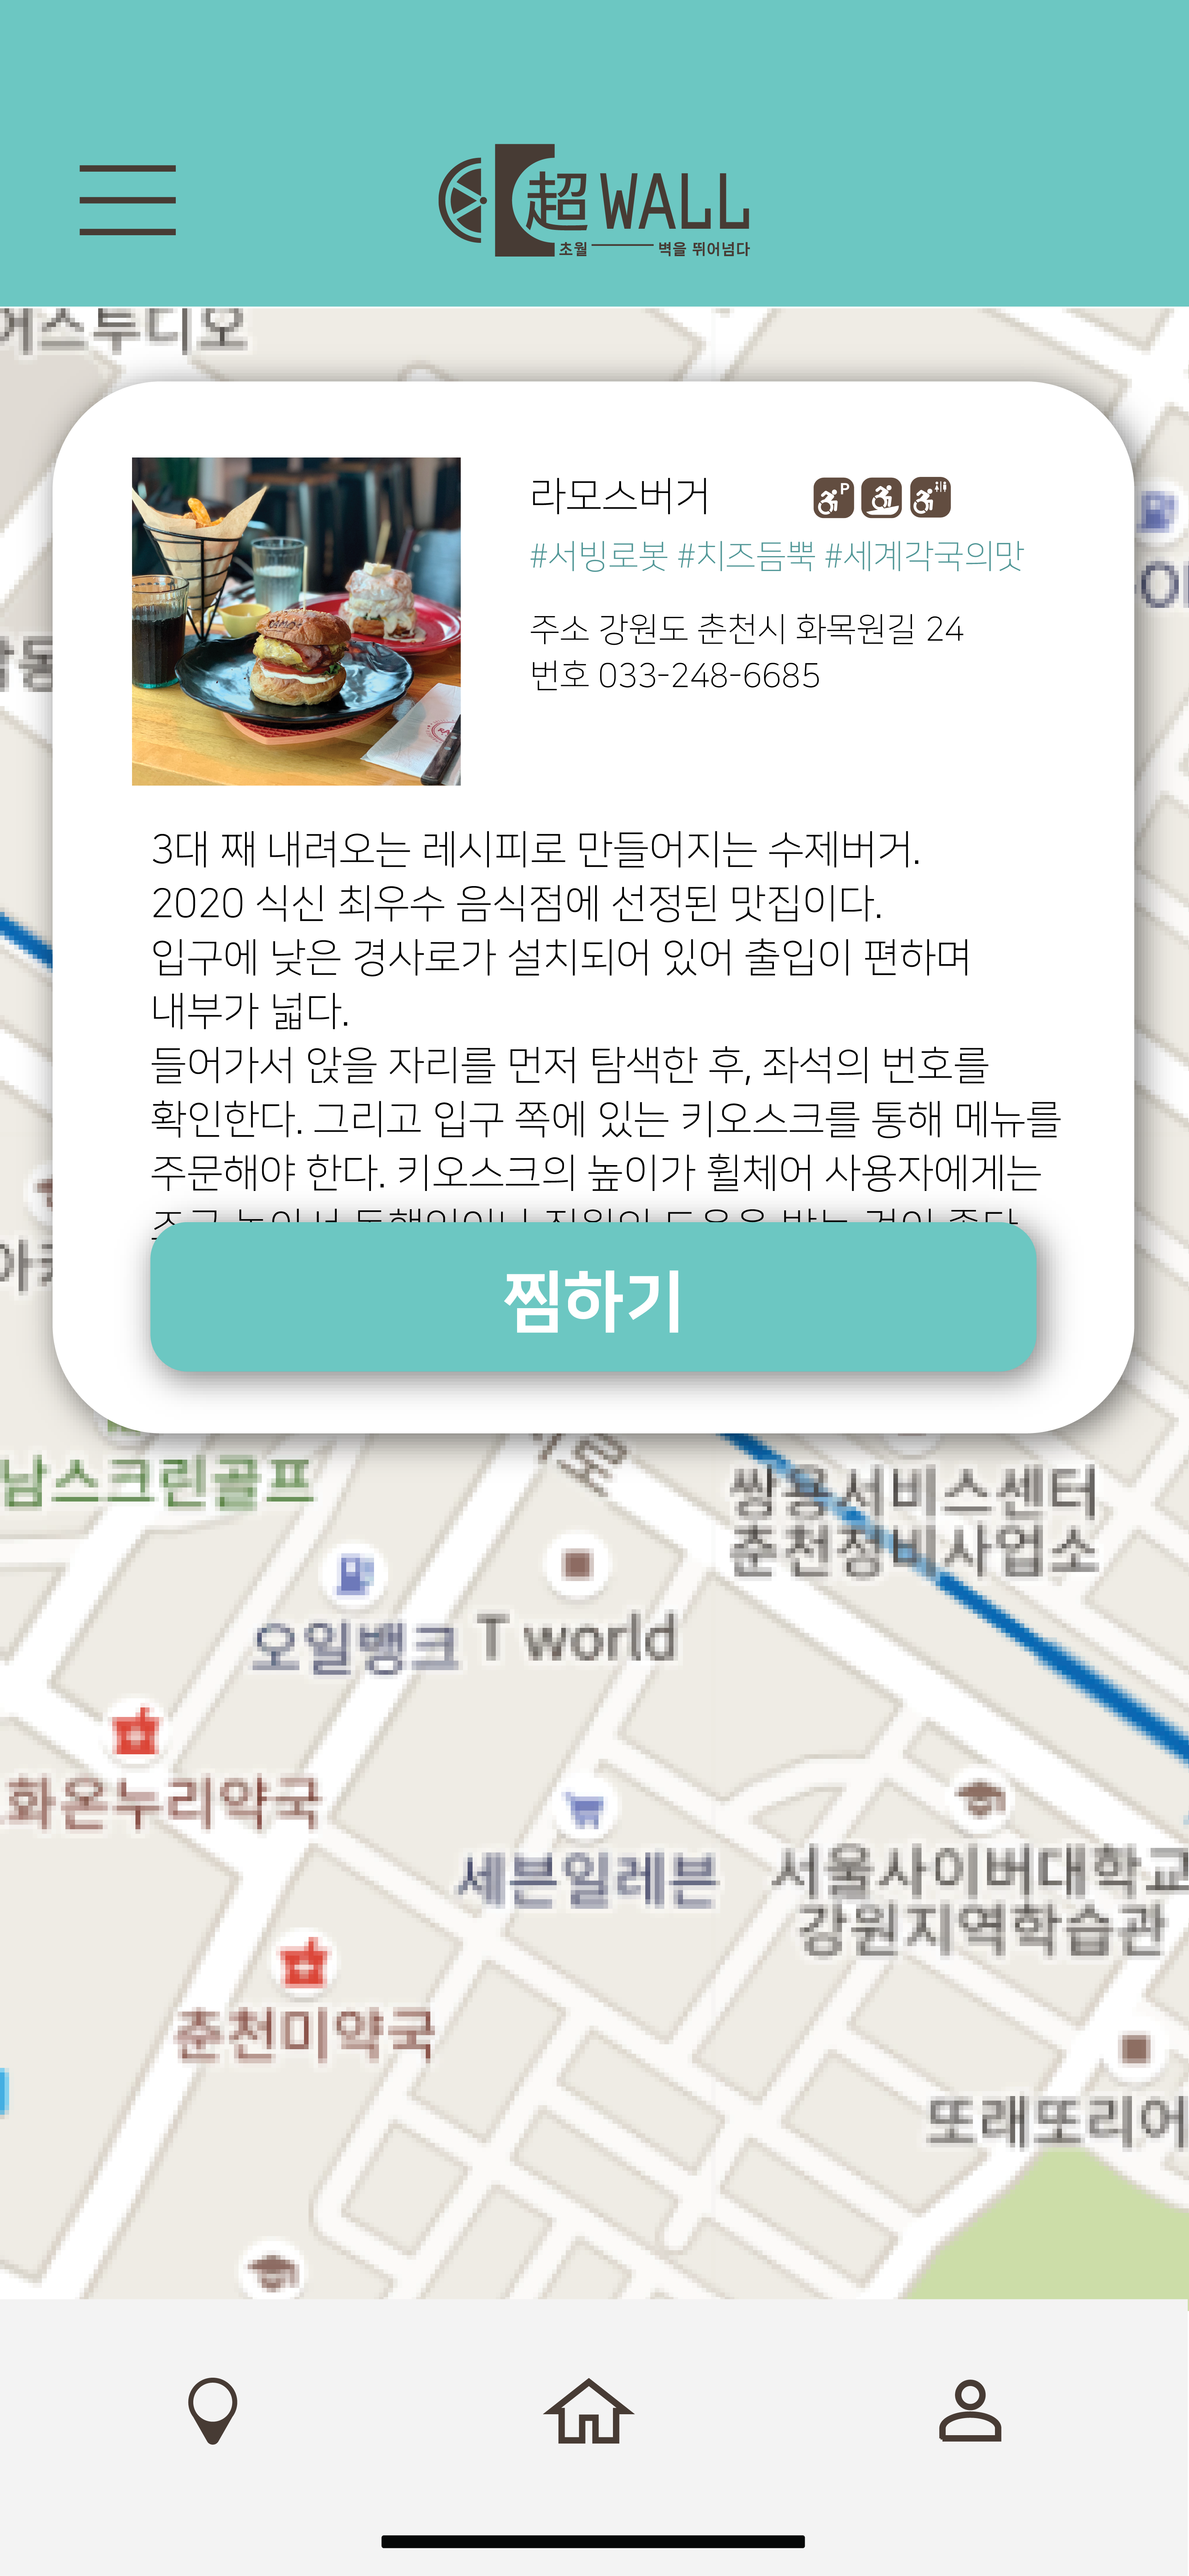 어스튜디오
超 WALL
초월 벽을 뛰어넘다
라모스버거
P
#서빙로봇 #치즈듬뿍 #세계각국의맛
주소 강원도 춘천시 화목원길 24
번호 033-248-6685
3대 째 내려오는 레시피로 만들어지는 수제버거.
2020 식신 최우수 음식점에 선정된 맛집이다.
입구에 낮은 경사로가 설치되어 있어 출입이 편하며
내부가 넓다.
들어가서 앉을 자리를 먼저 탐색한 후, 좌석의 번호를
확인한다. 그리고 입구 쪽에 있는 키오스크를 통해 메뉴를
주문해야 한다. 키오스크의 높이가 휠체어 사용자에게는
찜하기
남스크린골프
쌍용서비스센터
춘천정비사업소
오일뱅크
T world
화온누리약국
세븐일레븐
서울사이버대학교
강원지역학습관
춘천미약국
또래또리어